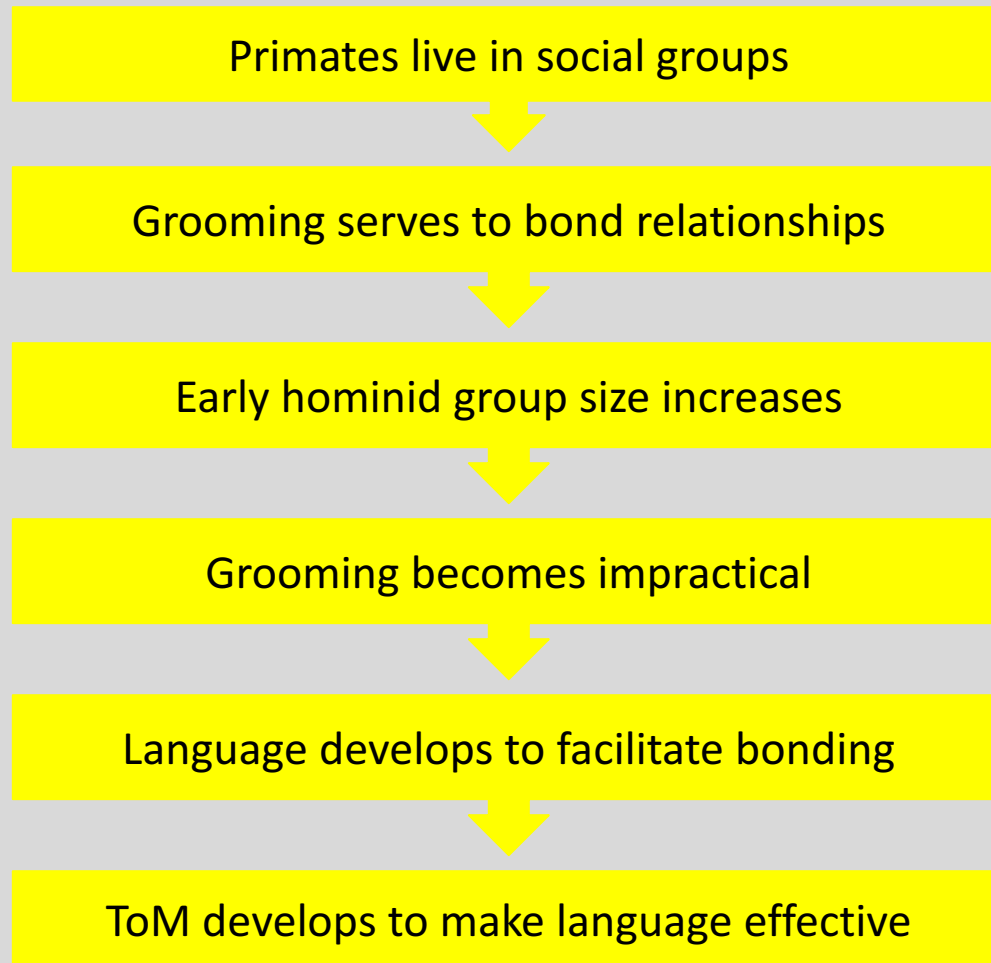 Primates live in social groups
Grooming serves to bond relationships
Early hominid group size increases
Grooming becomes impractical
Language develops to facilitate bonding
ToM develops to make language effective